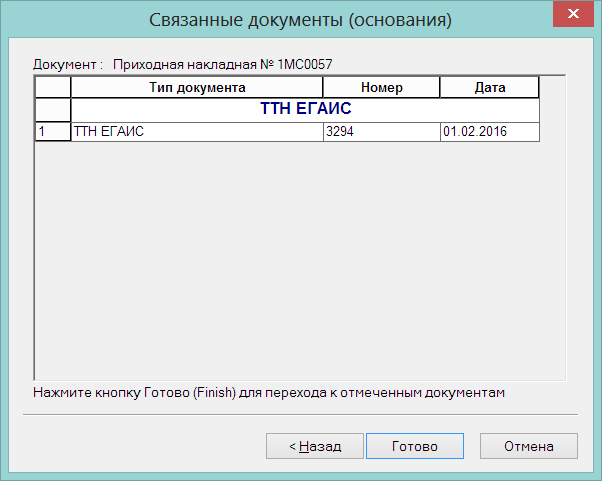 Связанные документы (основания)
Документ : Приходная накладная № 1МС0057
Тип документа Номер Дата
ТТН ЕГАИС
1 ТТН ЕГАИС 3294 01.02.2016
Нажмите кнопку Готово (Finish) для перехода к отмеченным документам
< Назад Готово Отмена